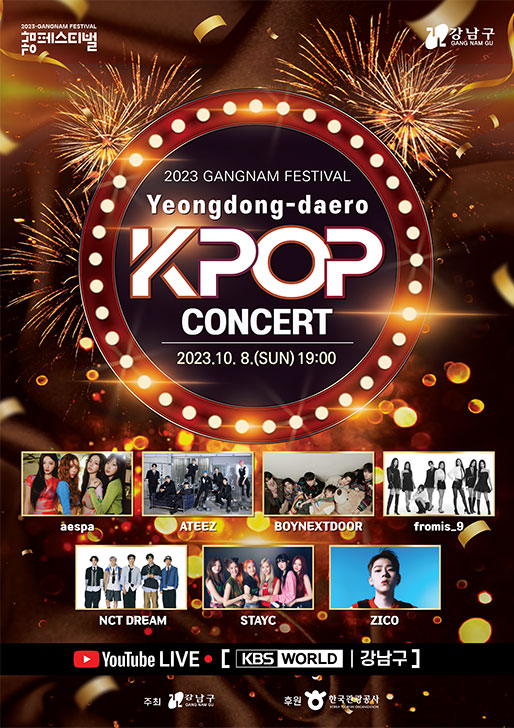 2023·GANGNAM FESTIVAL
페스티벌
강남구
GANG NAM GU
2023 GANGNAM FESTIVAL
Yeongdong-daero
KPOP
CONCERT
2023.10. 8.(SUN) 19:00
aespa
ATEEZ
BOYNEXTDOOR
fromis_9
NCT DREAM
STAYC
ZICO
YouTube LIVE • [ KBS WORLD | 강남구 ]
주최 강남구
GANG NAM GU
후원 한국관광공사
KOREA TOURISM ORGANIZATION